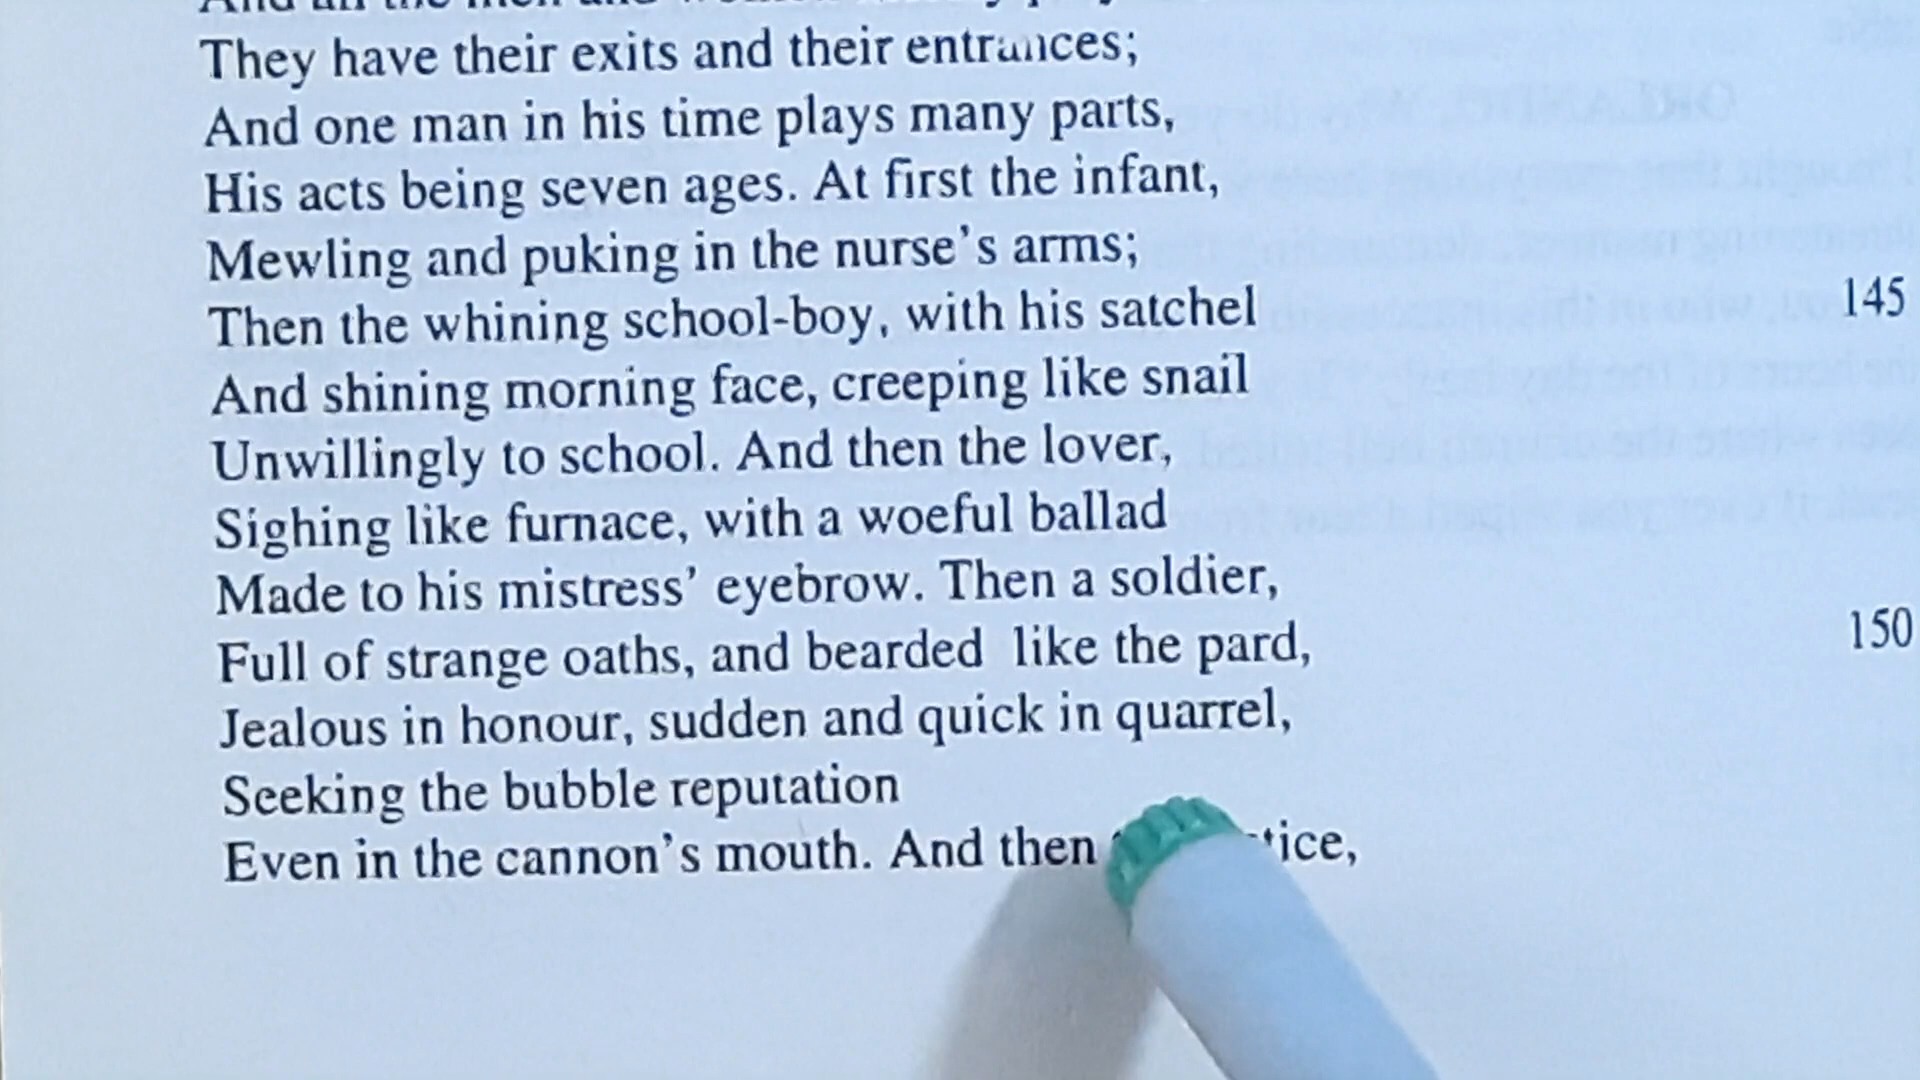 They have their exits and their entrances;
And one man in his time plays many parts,
His acts being seven ages. At first the infant,
Mewling and puking in the nurse's arms;
Then the whining school-boy, with his satchel 145
And shining morning face, creeping like snail
Unwillingly to school. And then the lover,
Sighing like furnace, with a woeful ballad
Made to his mistress' eyebrow. Then a soldier,
Full of strange oaths, and bearded like the pard, 150
Jealous in honour, sudden and quick in quarrel,
Seeking the bubble reputation
Even in the cannon's mouth. And then